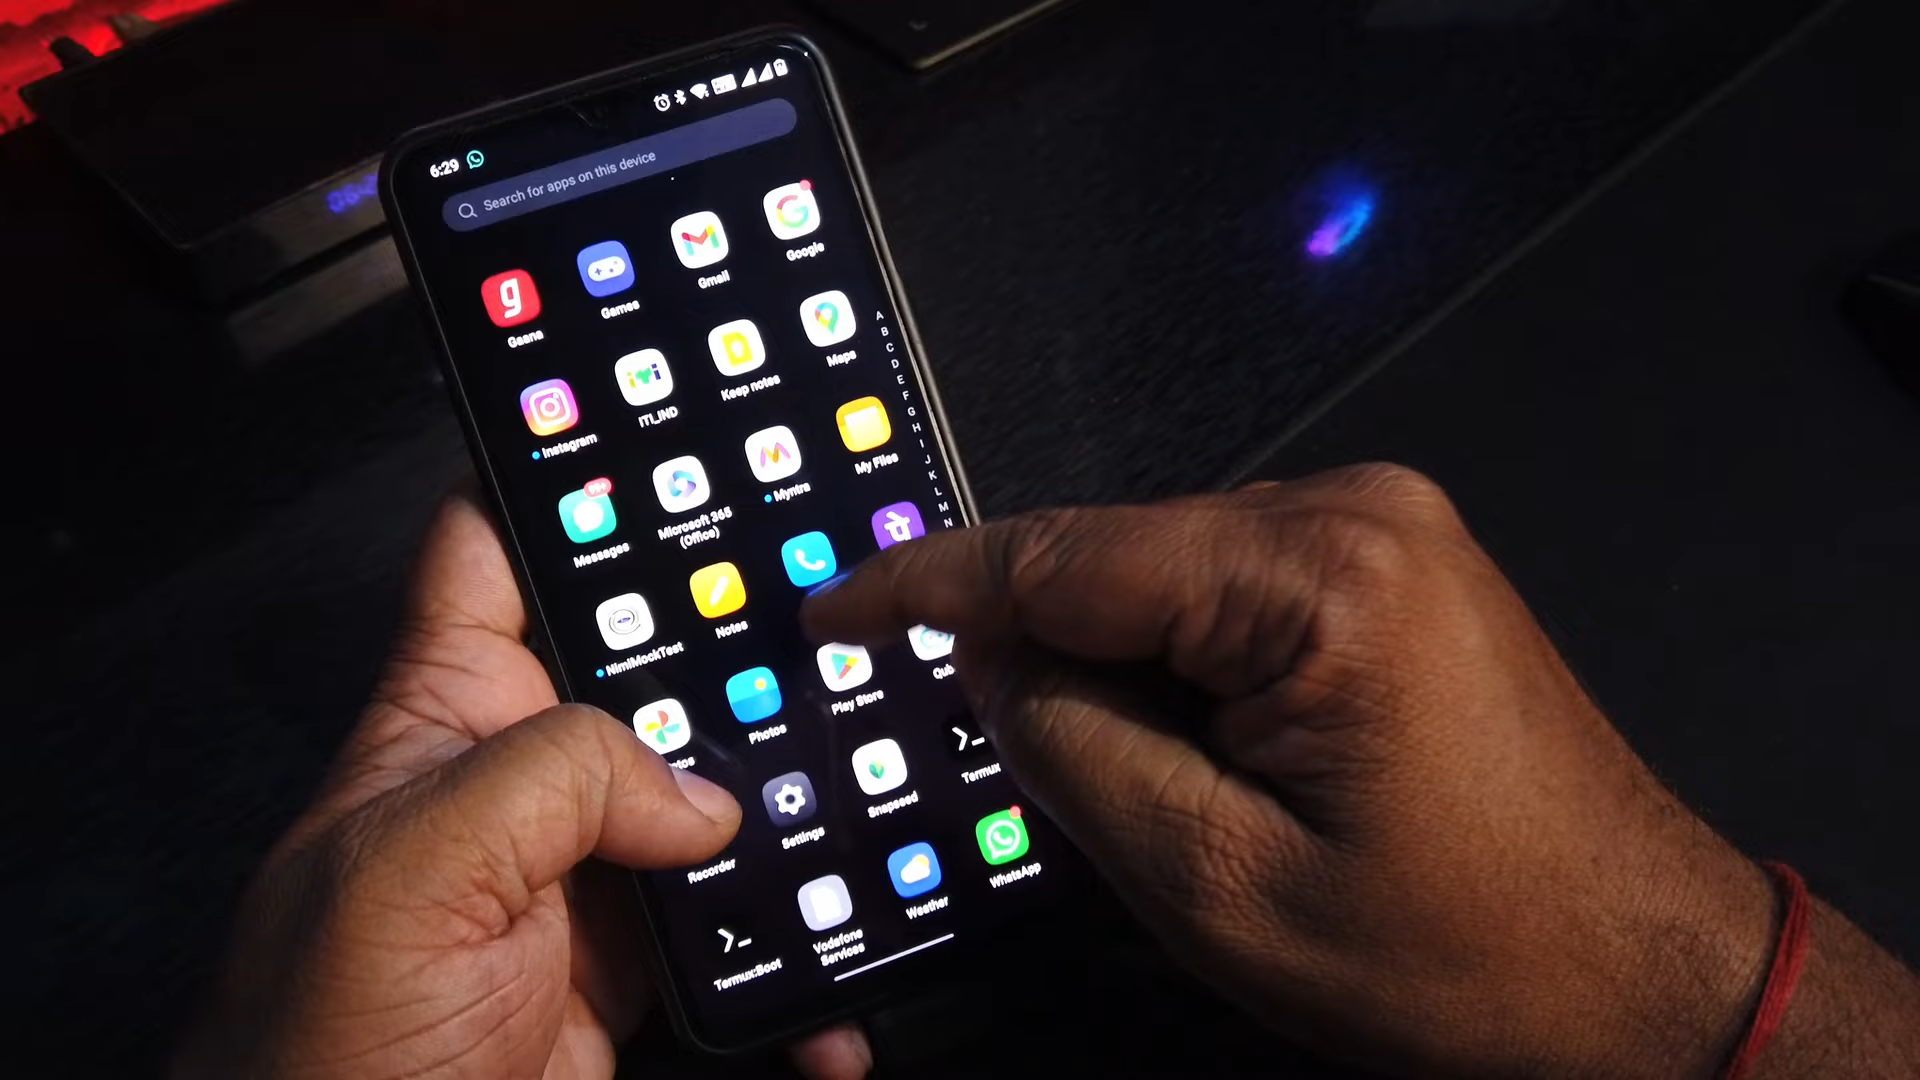 6:29
Search for apps on this device
Gaana
Games
Gmail
Google
Instagram
ITI_IND
Keep notes
Maps
99+
Messages
Microsoft 365
(Office)
Myntra
My Files
NimiMockTest
Notes
Photos
Play Store
Qub
Recorder
Settings
Snapseed
Termux
Termux:Boot
Vodafone
Services
Weather
WhatsApp
A
B
C
D
E
F
G
H
I
J
K
L
M
N